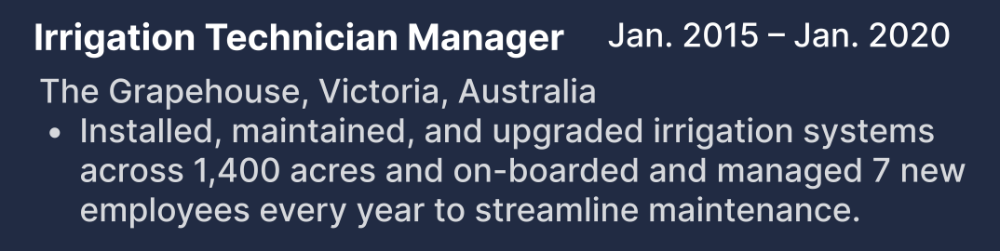 Irrigation Technician Manager Jan. 2015 – Jan. 2020
The Grapehouse, Victoria, Australia
• Installed, maintained, and upgraded irrigation systems
across 1,400 acres and on-boarded and managed 7 new
employees every year to streamline maintenance.